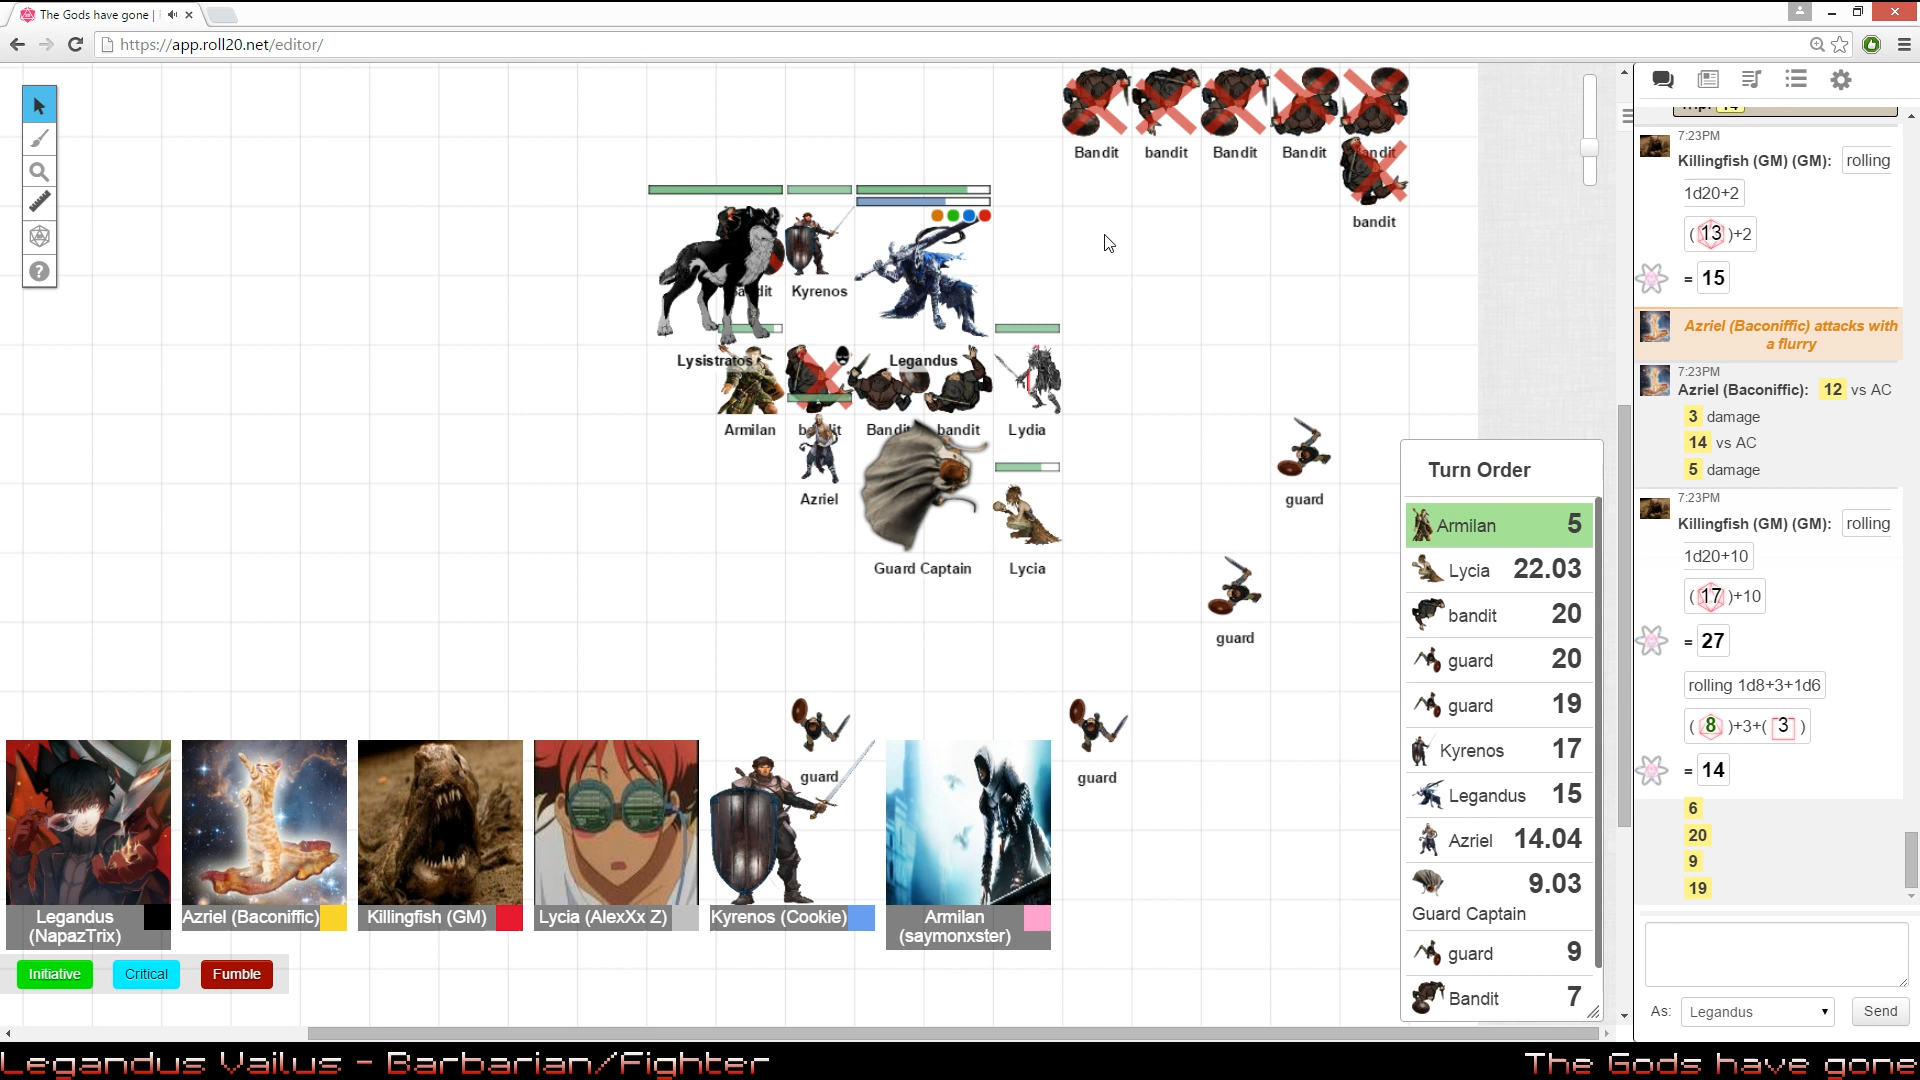 The Gods have gone |
https://app.roll20.net/editor/
Bandit
bandit
Bandit
Bandit
bandit
Kyrenos
Lysistratos
Legandus
Armilan
Bandit
bandit
Lydia
Azriel
guard
Guard Captain
Lycia
guard
guard
guard
Turn Order
Armilan 5
Lycia 22.03
bandit 20
guard 20
guard 19
Kyrenos 17
Legandus 15
Azriel 14.04
9.03
Guard Captain
guard 9
Bandit 7
Legandus
(NapazTrix)
Azriel (Baconiffic)
Killingfish (GM)
Lycia (AlexXx Z)
Kyrenos (Cookie)
Armilan
(saymonxster)
Initiative
Critical
Fumble
7:23PM
Killingfish (GM) (GM): rolling
1d20+2
(13)+2
= 15
Azriel (Baconiffic) attacks with
a flurry
7:23PM
Azriel (Baconiffic): 12 vs AC
3 damage
14 vs AC
5 damage
7:23PM
Killingfish (GM) (GM): rolling
1d20+10
(17)+10
= 27
rolling 1d8+3+1d6
(8)+3+(3)
= 14
6
20
9
19
As: Legandus
Send
Legandus Vailus - Barbarian/Fighter
The Gods have gone